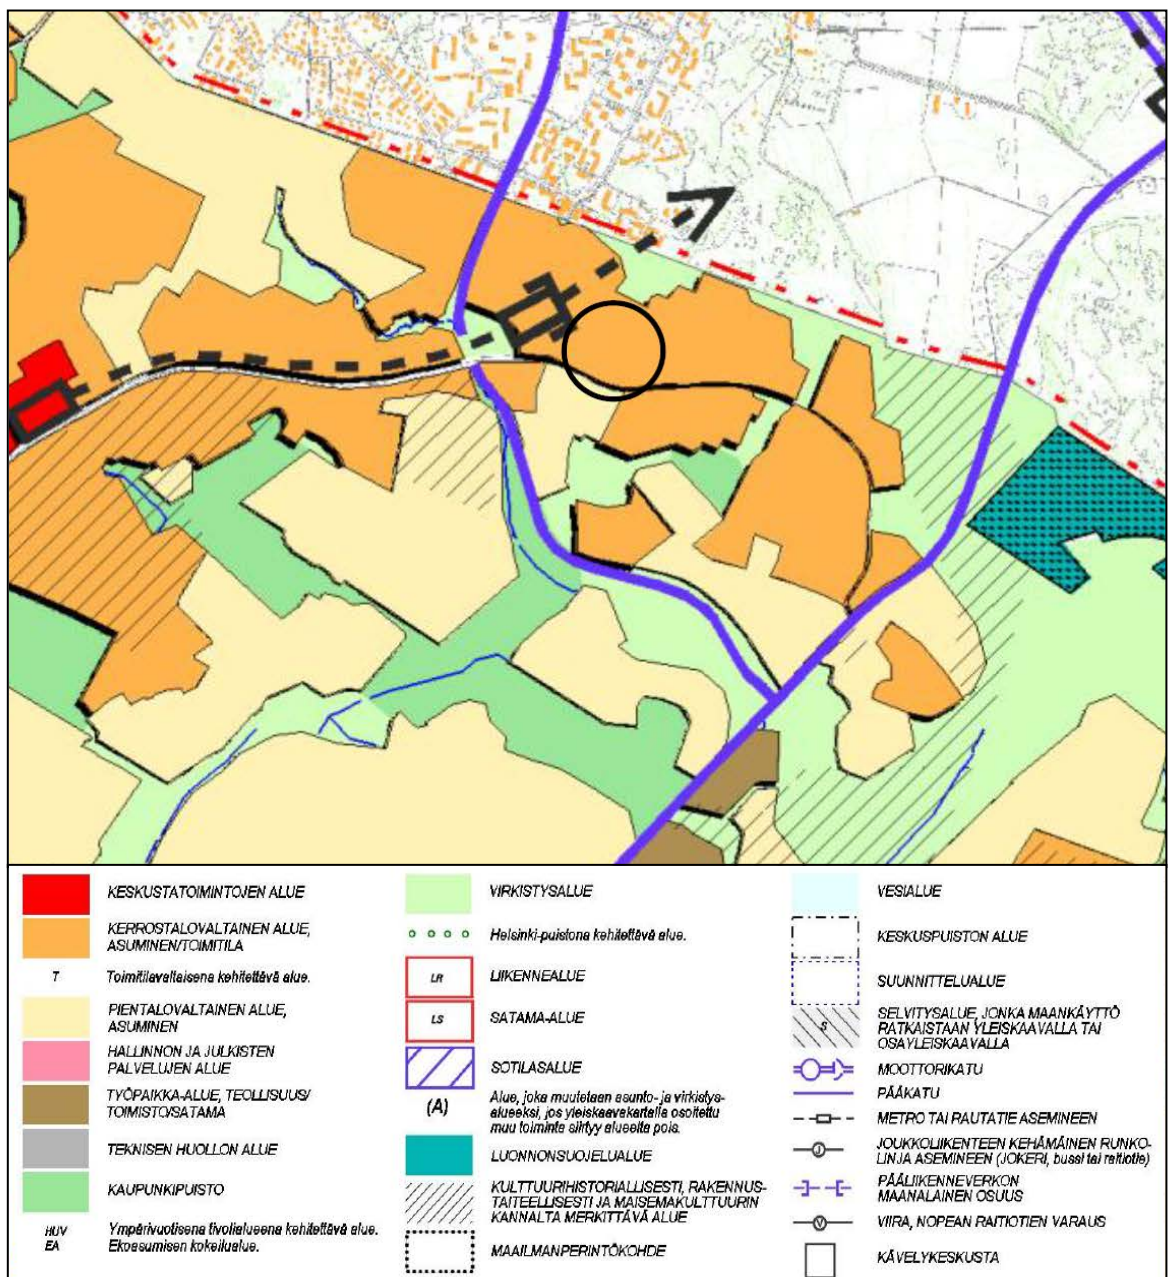 KESKUSTATOIMINTOJEN ALUE
KERROSTALOVALTAINEN ALUE,
ASUMINEN/TOIMITILA
T Toimitilavaltaisena kehitettävä alue.
PIENTALOVALTAINEN ALUE,
ASUMINEN
HALLINNON JA JULKISTEN
PALVELUJEN ALUE
TYÖPAIKKA-ALUE, TEOLLISUUS/
TOIMISTO/SATAMA
TEKNISEN HUOLLON ALUE
KAUPUNKIPUISTO
HUV Ympärivuotisena tivolialueena kehitettävä alue.
EA Ekoasumisen kokeilualue.
VIRKISTYSALUE
Helsinki-puistona kehitettävä alue.
LR LIIKENNEALUE
LS SATAMA-ALUE
SOTILASALUE
(A) Alue, joka muutetaan asunto- ja virkistys-
alueeksi, jos yleiskaavakartalla osoitettu
muu toiminta siirtyy alueelta pois.
LUONNONSUOJELUALUE
KULTTUURIHISTORIALLISESTI, RAKENNUS-
TAITEELLISESTI JA MAISEMAKULTTUURIN
KANNALTA MERKITTÄVÄ ALUE
MAAILMANPERINTÖKOHDE
VESIALUE
KESKUSPUISTON ALUE
SUUNNITTELUALUE
SELVITYSALUE, JONKA MAANKÄYTTÖ
S RATKAISTAAN YLEISKAAVALLA TAI
OSAYLEISKAAVALLA
MOOTTORIKATU
PÄÄKATU
METRO TAI RAUTATIE ASEMINEEN
J JOUKKOLIIKENTEEN KEHÄMÄINEN RUNKO-
LINJA ASEMINEEN (JOKERI, bussi tai raitiotie)
PÄÄLIIKENNEVERKON
MAANALAINEN OSUUS
V VIIRA, NOPEAN RAITIOTIEN VARAUS
KÄVELYKESKUSTA